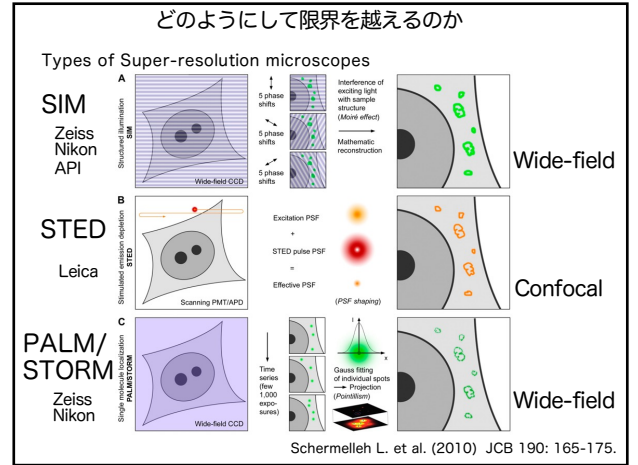 どのようにして限界を越えるのか
Types of Super-resolution microscopes
SIM
Zeiss
Nikon
API
A
Structured illumination
SIM
Wide-field CCD
5 phase
shifts
5 phase
shifts
5 phase
shifts
Interference of
exciting light
with sample
structure
(Moiré effect)
Mathematic
reconstruction
Wide-field
STED
Leica
B
Stimulated emission depletion
STED
Scanning PMT/APD
Excitation PSF
+
STED pulse PSF
=
Effective PSF
(PSF shaping)
Confocal
PALM/
STORM
Zeiss
Nikon
C
Single molecule localization
PALM/STORM
Wide-field CCD
Time
series
(few
1,000
expo-
sures)
I
x
Gauss fitting
of individual spots
Projection
(Pointillism)
Wide-field
Schermelleh L. et al. (2010) JCB 190: 165-175.